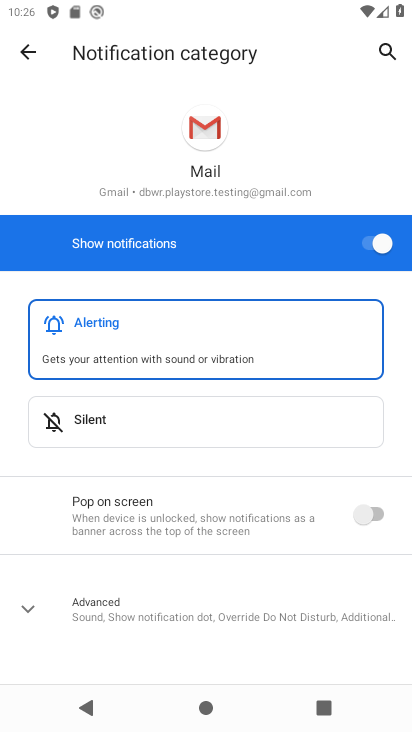 10:26
Notification category
Mail
Gmail • dbwr.playstore.testing@gmail.com
Show notifications
Alerting
Gets your attention with sound or vibration
Silent
Pop on screen
When device is unlocked, show notifications as a
banner across the top of the screen
Advanced
Sound, Show notification dot, Override Do Not Disturb, Additional..